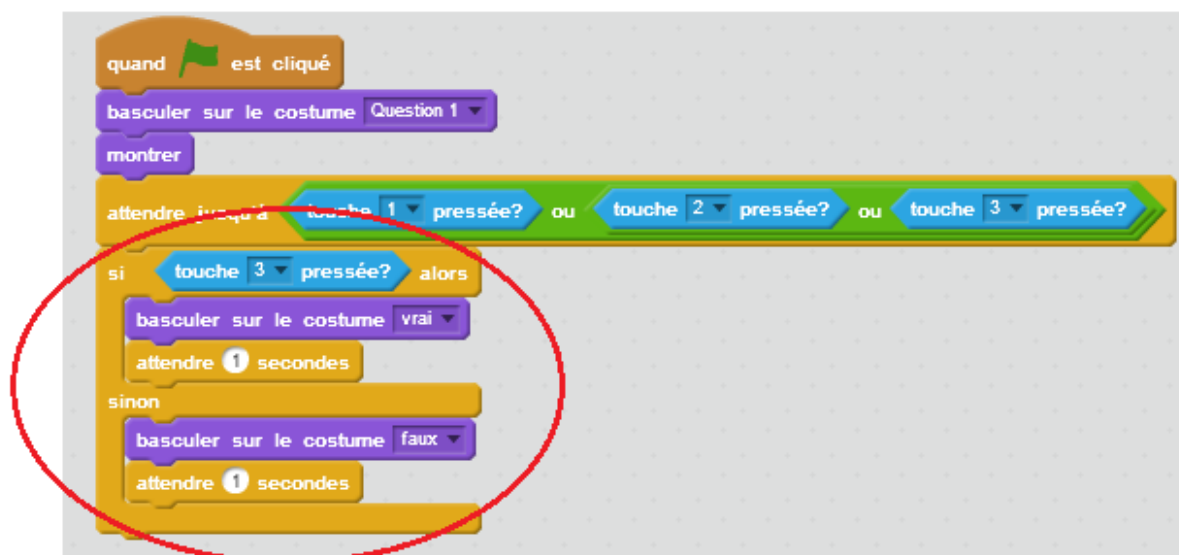 quand est cliqué
basculer sur le costume Question 1
montrer
attendre jusqu'à touche 1 pressée? ou touche 2 pressée? ou touche 3 pressée?
si touche 3 pressée? alors
basculer sur le costume vrai
attendre 1 secondes
sinon
basculer sur le costume faux
attendre 1 secondes